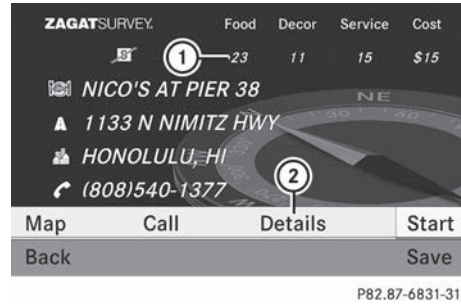 ZAGATSURVEY. Food Decor Service Cost
S 1 23 11 15 $15
NICO'S AT PIER 38
NE
A 1133 N NIMITZ HWY
HONOLULU, HI
(808)540-1377
2
Map Call Details Start
Back Save
P82.87-6831-31